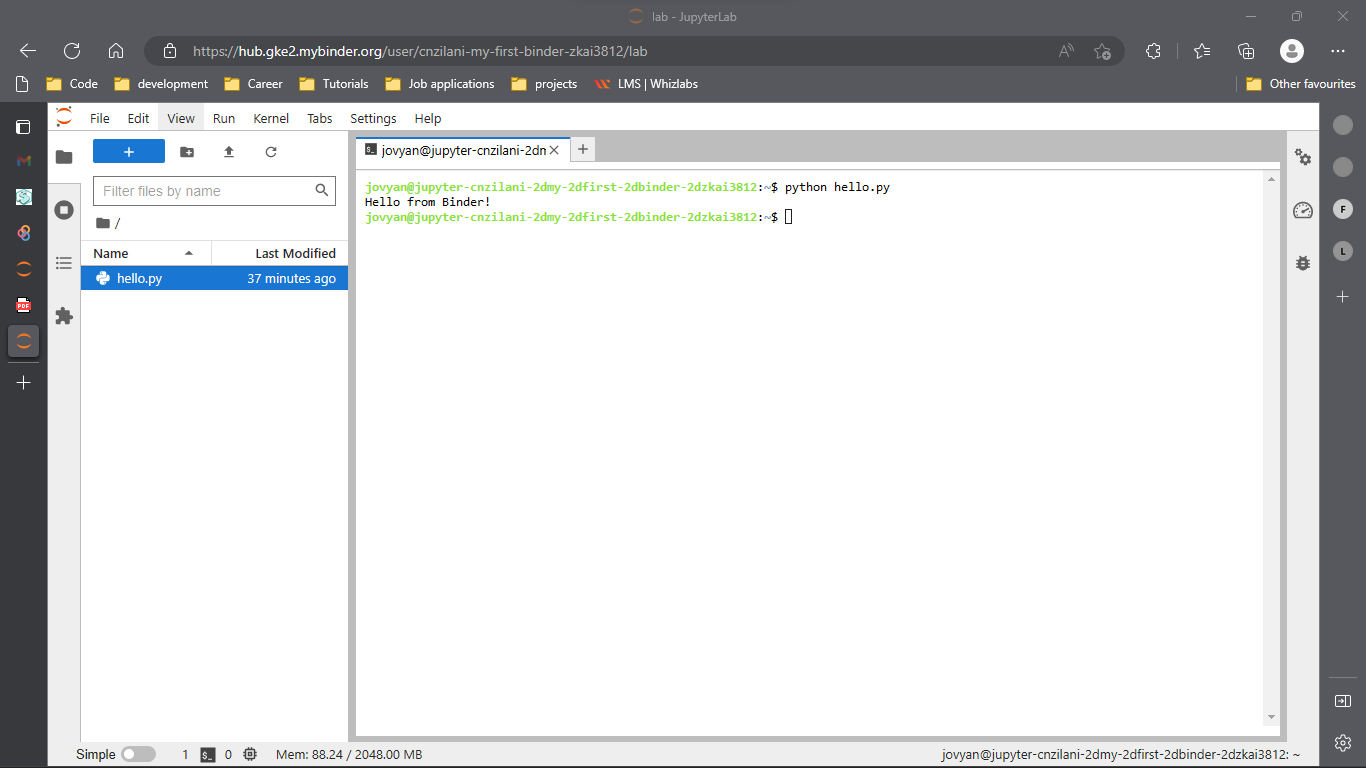 lab - JupyterLab
https://hub.gke2.mybinder.org/user/cnzilani-my-first-binder-zkai3812/lab
Code development Career Tutorials Job applications projects LMS | Whizlabs Other favourites
File Edit View Run Kernel Tabs Settings Help
jovyan@jupyter-cnzilani-2dm
Filter files by name
/
Name Last Modified
hello.py 37 minutes ago
jovyan@jupyter-cnzilani-2dmy-2dfirst-2dbinder-2dzkai3812:~$ python hello.py
Hello from Binder!
jovyan@jupyter-cnzilani-2dmy-2dfirst-2dbinder-2dzkai3812:~$
F
L
PDF
Simple 1 0 Mem: 88.24 / 2048.00 MB jovyan@jupyter-cnzilani-2dmy-2dfirst-2dbinder-2dzkai3812: ~